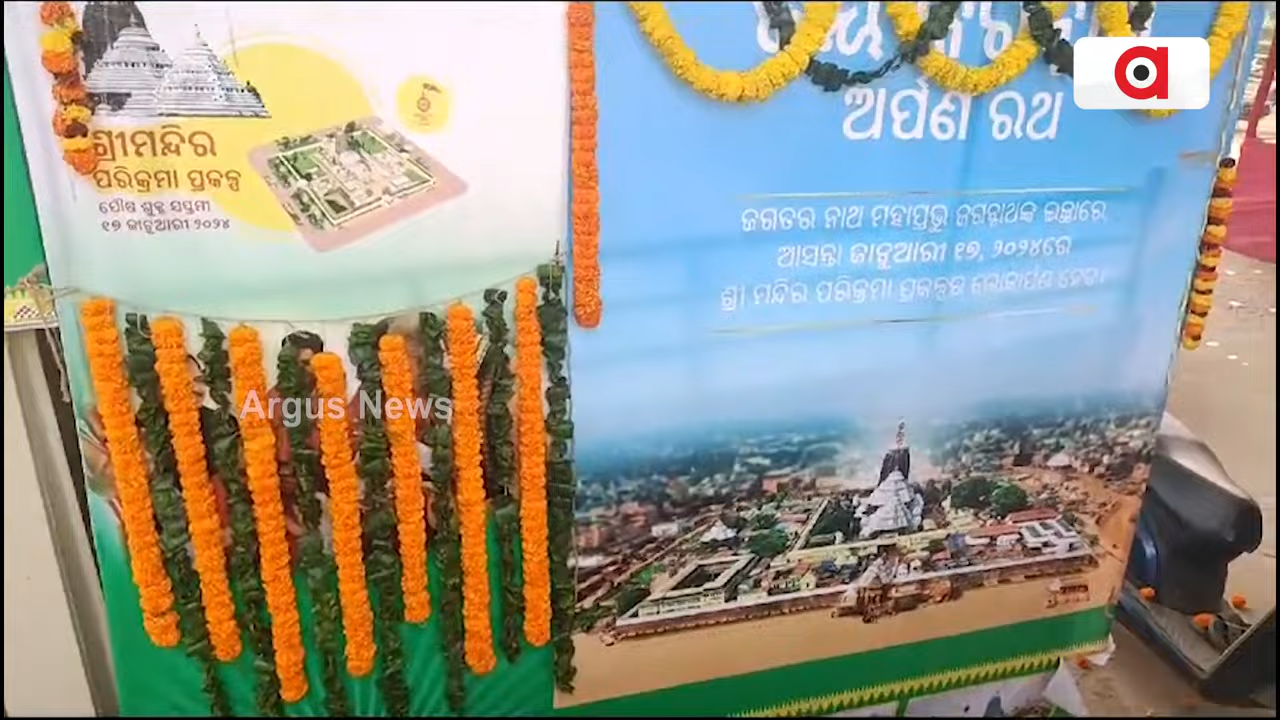 ଶ୍ରୀମନ୍ଦିର
ପରିକ୍ରମା ପ୍ରକଳ୍ପ
ପୌଷ ଶୁକ୍ଳ ସପ୍ତମୀ
୧୭ ଜାନୁଆରୀ ୨୦୨୪
ଅର୍ପଣ ରଥ
ଜଗତର ନାଥ ମହାପ୍ରଭୁ ଜଗନ୍ନାଥଙ୍କ ଇଚ୍ଛାରେ
ଆସନ୍ତା ଜାନୁଆରୀ ୧୭, ୨୦୨୪ରେ
ଶ୍ରୀ ମନ୍ଦିର ପରିକ୍ରମା ପ୍ରକଳ୍ପର ଲୋକାର୍ପଣ ହେବ।
Argus News
a